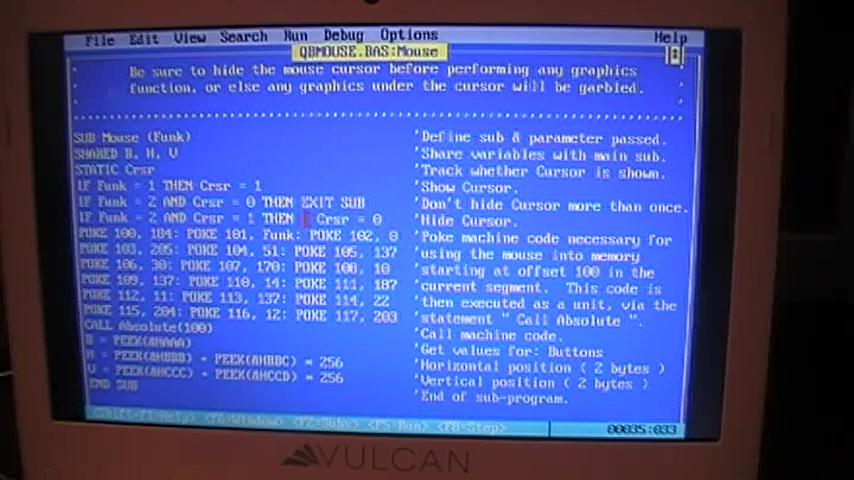 File Edit View Search Run Debug Options Help
QBMOUSE.BAS:Mouse
Be sure to hide the mouse cursor before performing any graphics
function, or else any graphics under the cursor will be garbled.
SUB Mouse (Funk) 'Define sub & parameter passed.
SHARED B, H, V 'Share variables with main sub.
STATIC Crsr 'Track whether Cursor is shown.
IF Funk = 1 THEN Crsr = 1 'Show Cursor.
IF Funk = 2 AND Crsr = 0 THEN EXIT SUB 'Don't hide Cursor more than once.
IF Funk = 2 AND Crsr = 1 THEN : Crsr = 0 'Hide Cursor.
POKE 100, 184: POKE 101, Funk: POKE 102, 0 'Poke machine code necessary for
POKE 103, 205: POKE 104, 51: POKE 105, 137 'using the mouse into memory
POKE 106, 30: POKE 107, 170: POKE 108, 10 'starting at offset 100 in the
POKE 109, 137: POKE 110, 14: POKE 111, 187 'current segment. This code is
POKE 112, 11: POKE 113, 137: POKE 114, 22 'then executed as a unit, via the
POKE 115, 204: POKE 116, 12: POKE 117, 203 'statement " Call Absolute ".
CALL Absolute(100) 'Call machine code.
B = PEEK(&HAAA) 'Get values for: Buttons
H = PEEK(&HBBB) + PEEK(&HBBC) * 256 'Horizontal position ( 2 bytes )
V = PEEK(&HCCC) + PEEK(&HCCD) * 256 'Vertical position ( 2 bytes )
END SUB 'End of sub-program.
<Shift+F1=Help> <F6=Window> <F2=Subs> <F5=Run> <F8=Step> 00035:033
VULCAN